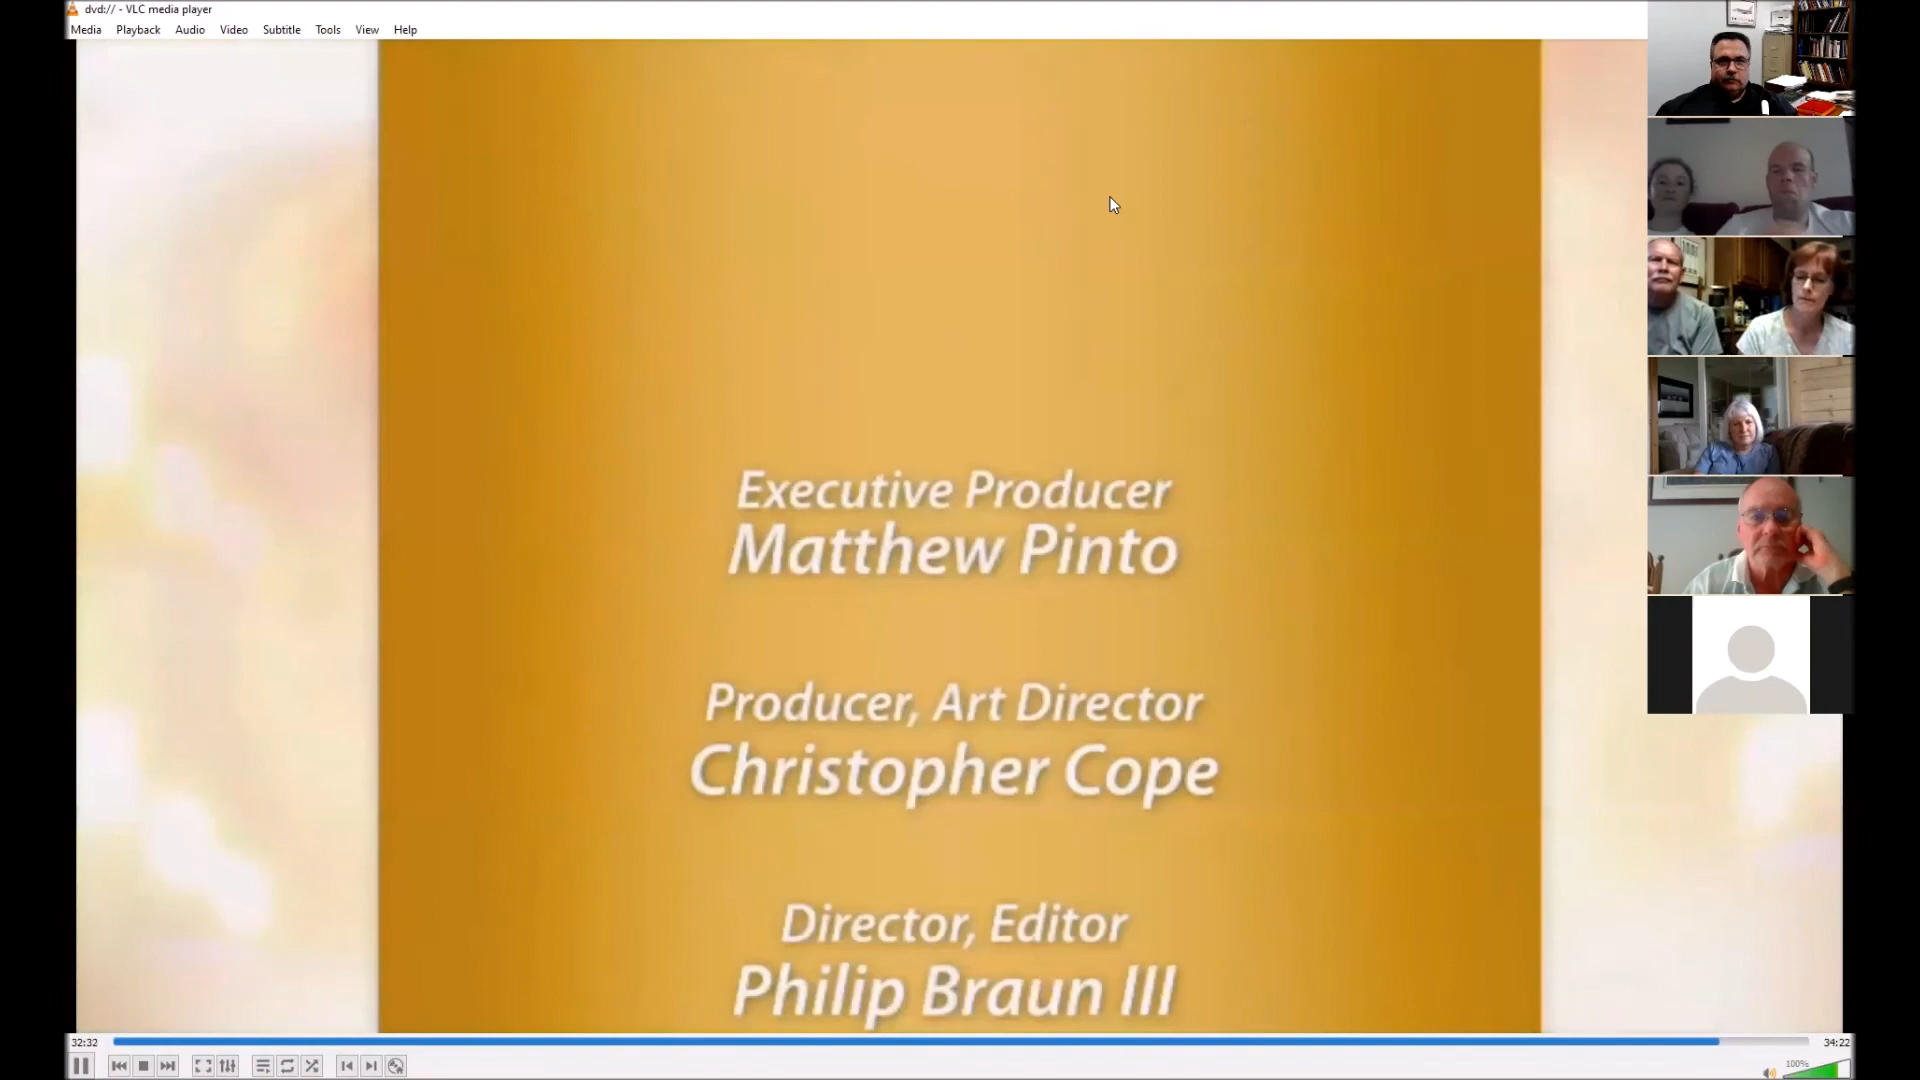 dvd:// - VLC media player
Media Playback Audio Video Subtitle Tools View Help
Executive Producer
Matthew Pinto
Producer, Art Director
Christopher Cope
Director, Editor
Philip Braun III
32:32
34:22
100%